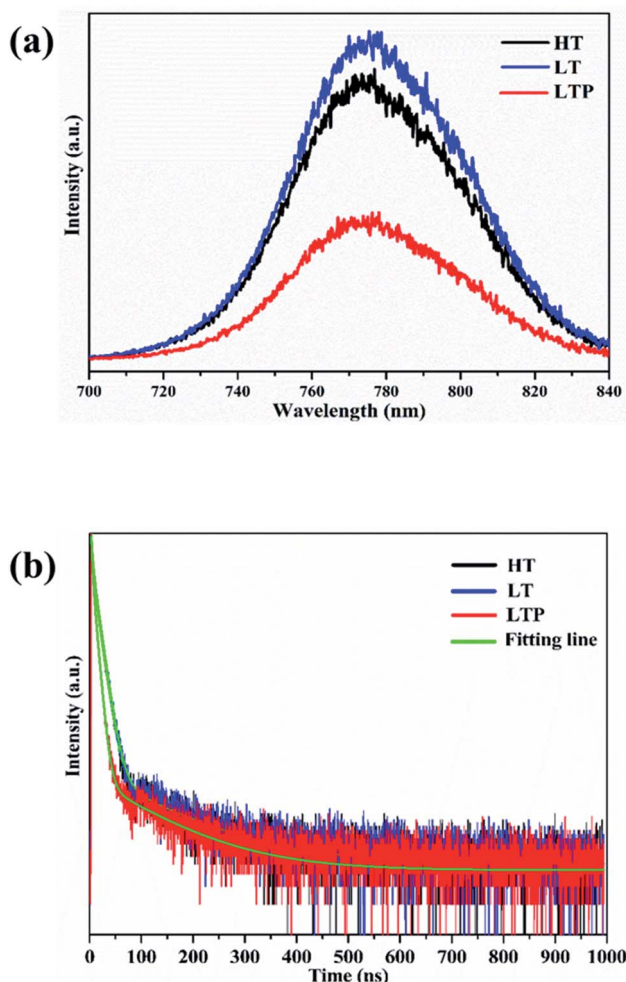 (a)
HT
LT
LTP
Intensity (a.u.)
700 720 740 760 780 800 820 840
Wavelength (nm)
(b)
HT
LT
LTP
Fitting line
Intensity (a.u.)
0 100 200 300 400 500 600 700 800 900 1000
Time (ns)